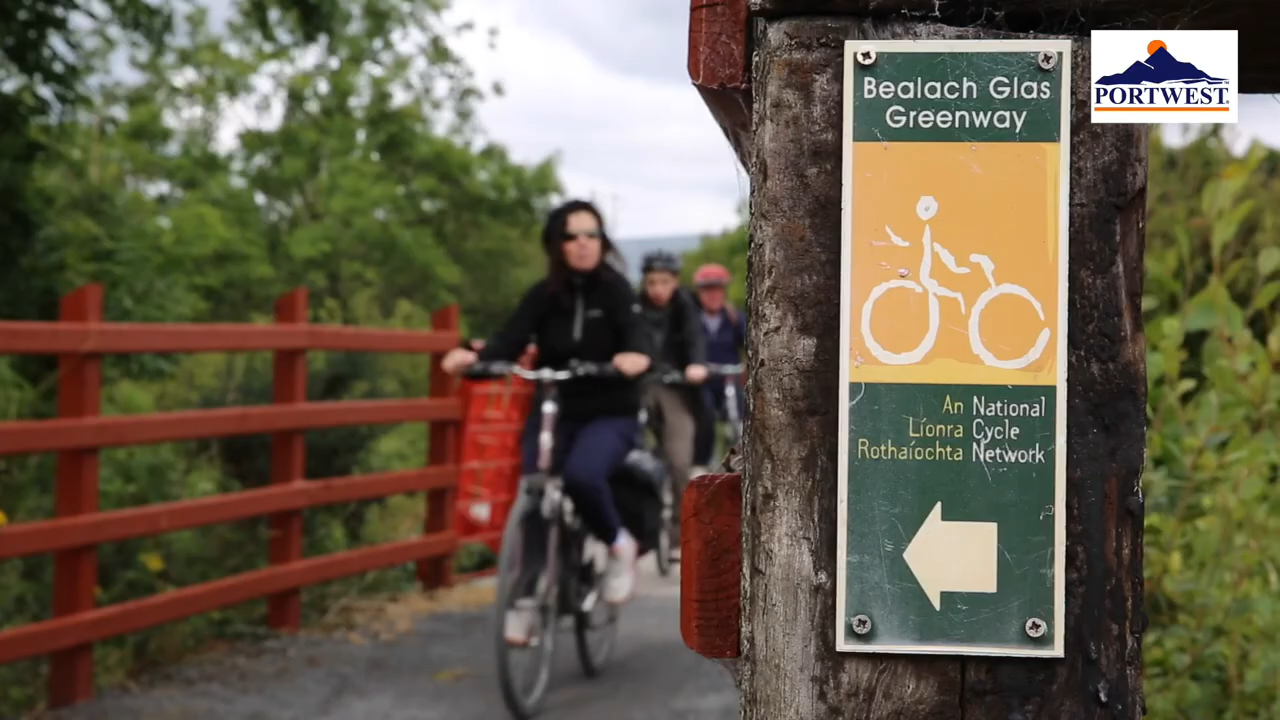 Bealach Glas
Greenway
An National
Líonra Cycle
Rothaíochta Network
PORTWEST